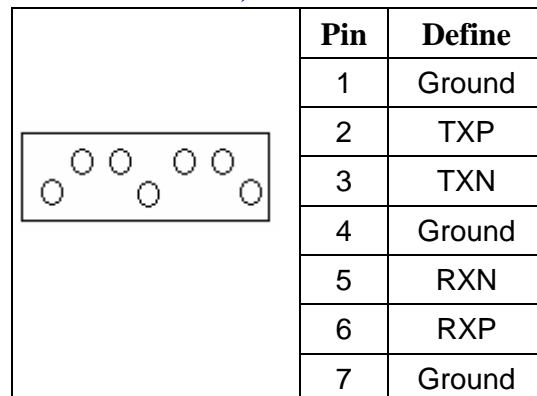 Pin Define
1 Ground
2 TXP
3 TXN
4 Ground
5 RXN
6 RXP
7 Ground